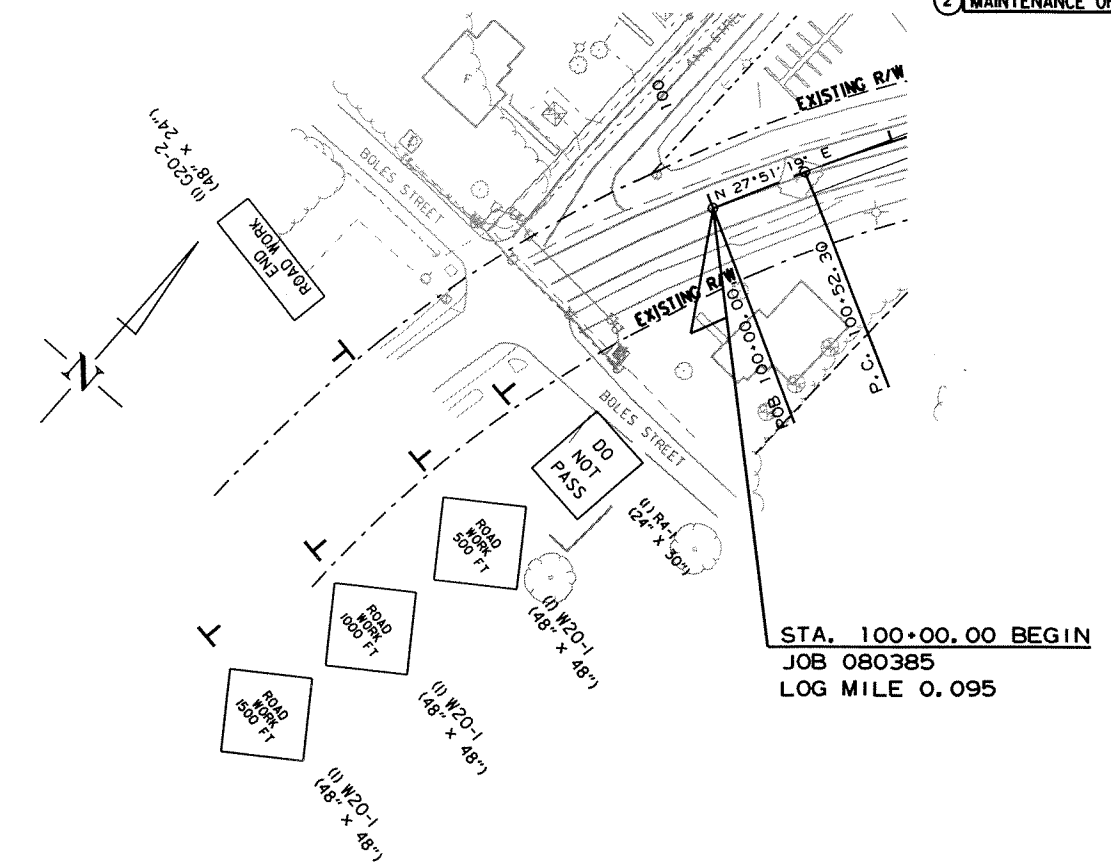 2 MAINTENANCE OF
EXISTING R/W
100
(1) G20-2
(48" X 24")
BOLES STREET
N 27°51'19" E
END
ROAD WORK
EXISTING R/W
POB 100+00.00
P.C. 100+52.30
N
BOLES STREET
DO
NOT
PASS
(1) R4-1
(24" X 30")
ROAD
WORK
500 FT
(1) W20-1
(48" X 48")
ROAD
WORK
1000 FT
(1) W20-1
(48" X 48")
ROAD
WORK
1500 FT
(1) W20-1
(48" X 48")
STA. 100+00.00 BEGIN
JOB 080385
LOG MILE 0.095